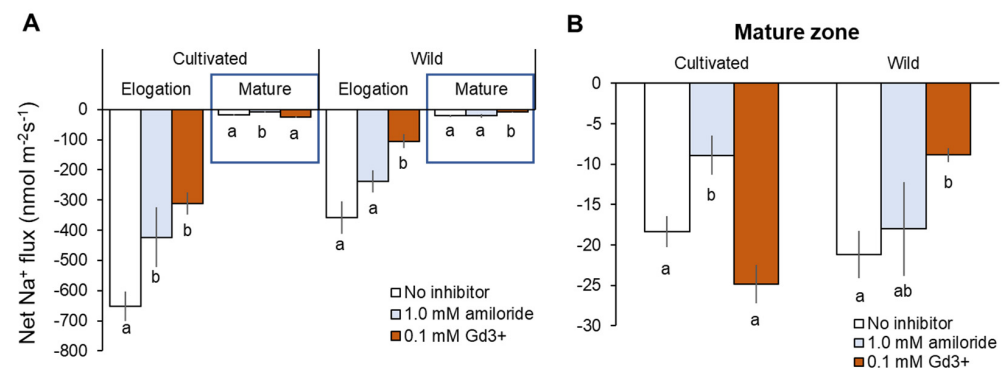 A
Cultivated Wild
Elogation Mature Elogation Mature
Net Na⁺ flux (nmol m⁻²s⁻¹)
0
-100
-200
-300
-400
-500
-600
-700
-800
a b b a b a a a b a a b
No inhibitor
1.0 mM amiloride
0.1 mM Gd3+
B
Mature zone
Cultivated Wild
0
-5
-10
-15
-20
-25
-30
a b a a ab b
No inhibitor
1.0 mM amiloride
0.1 mM Gd3+